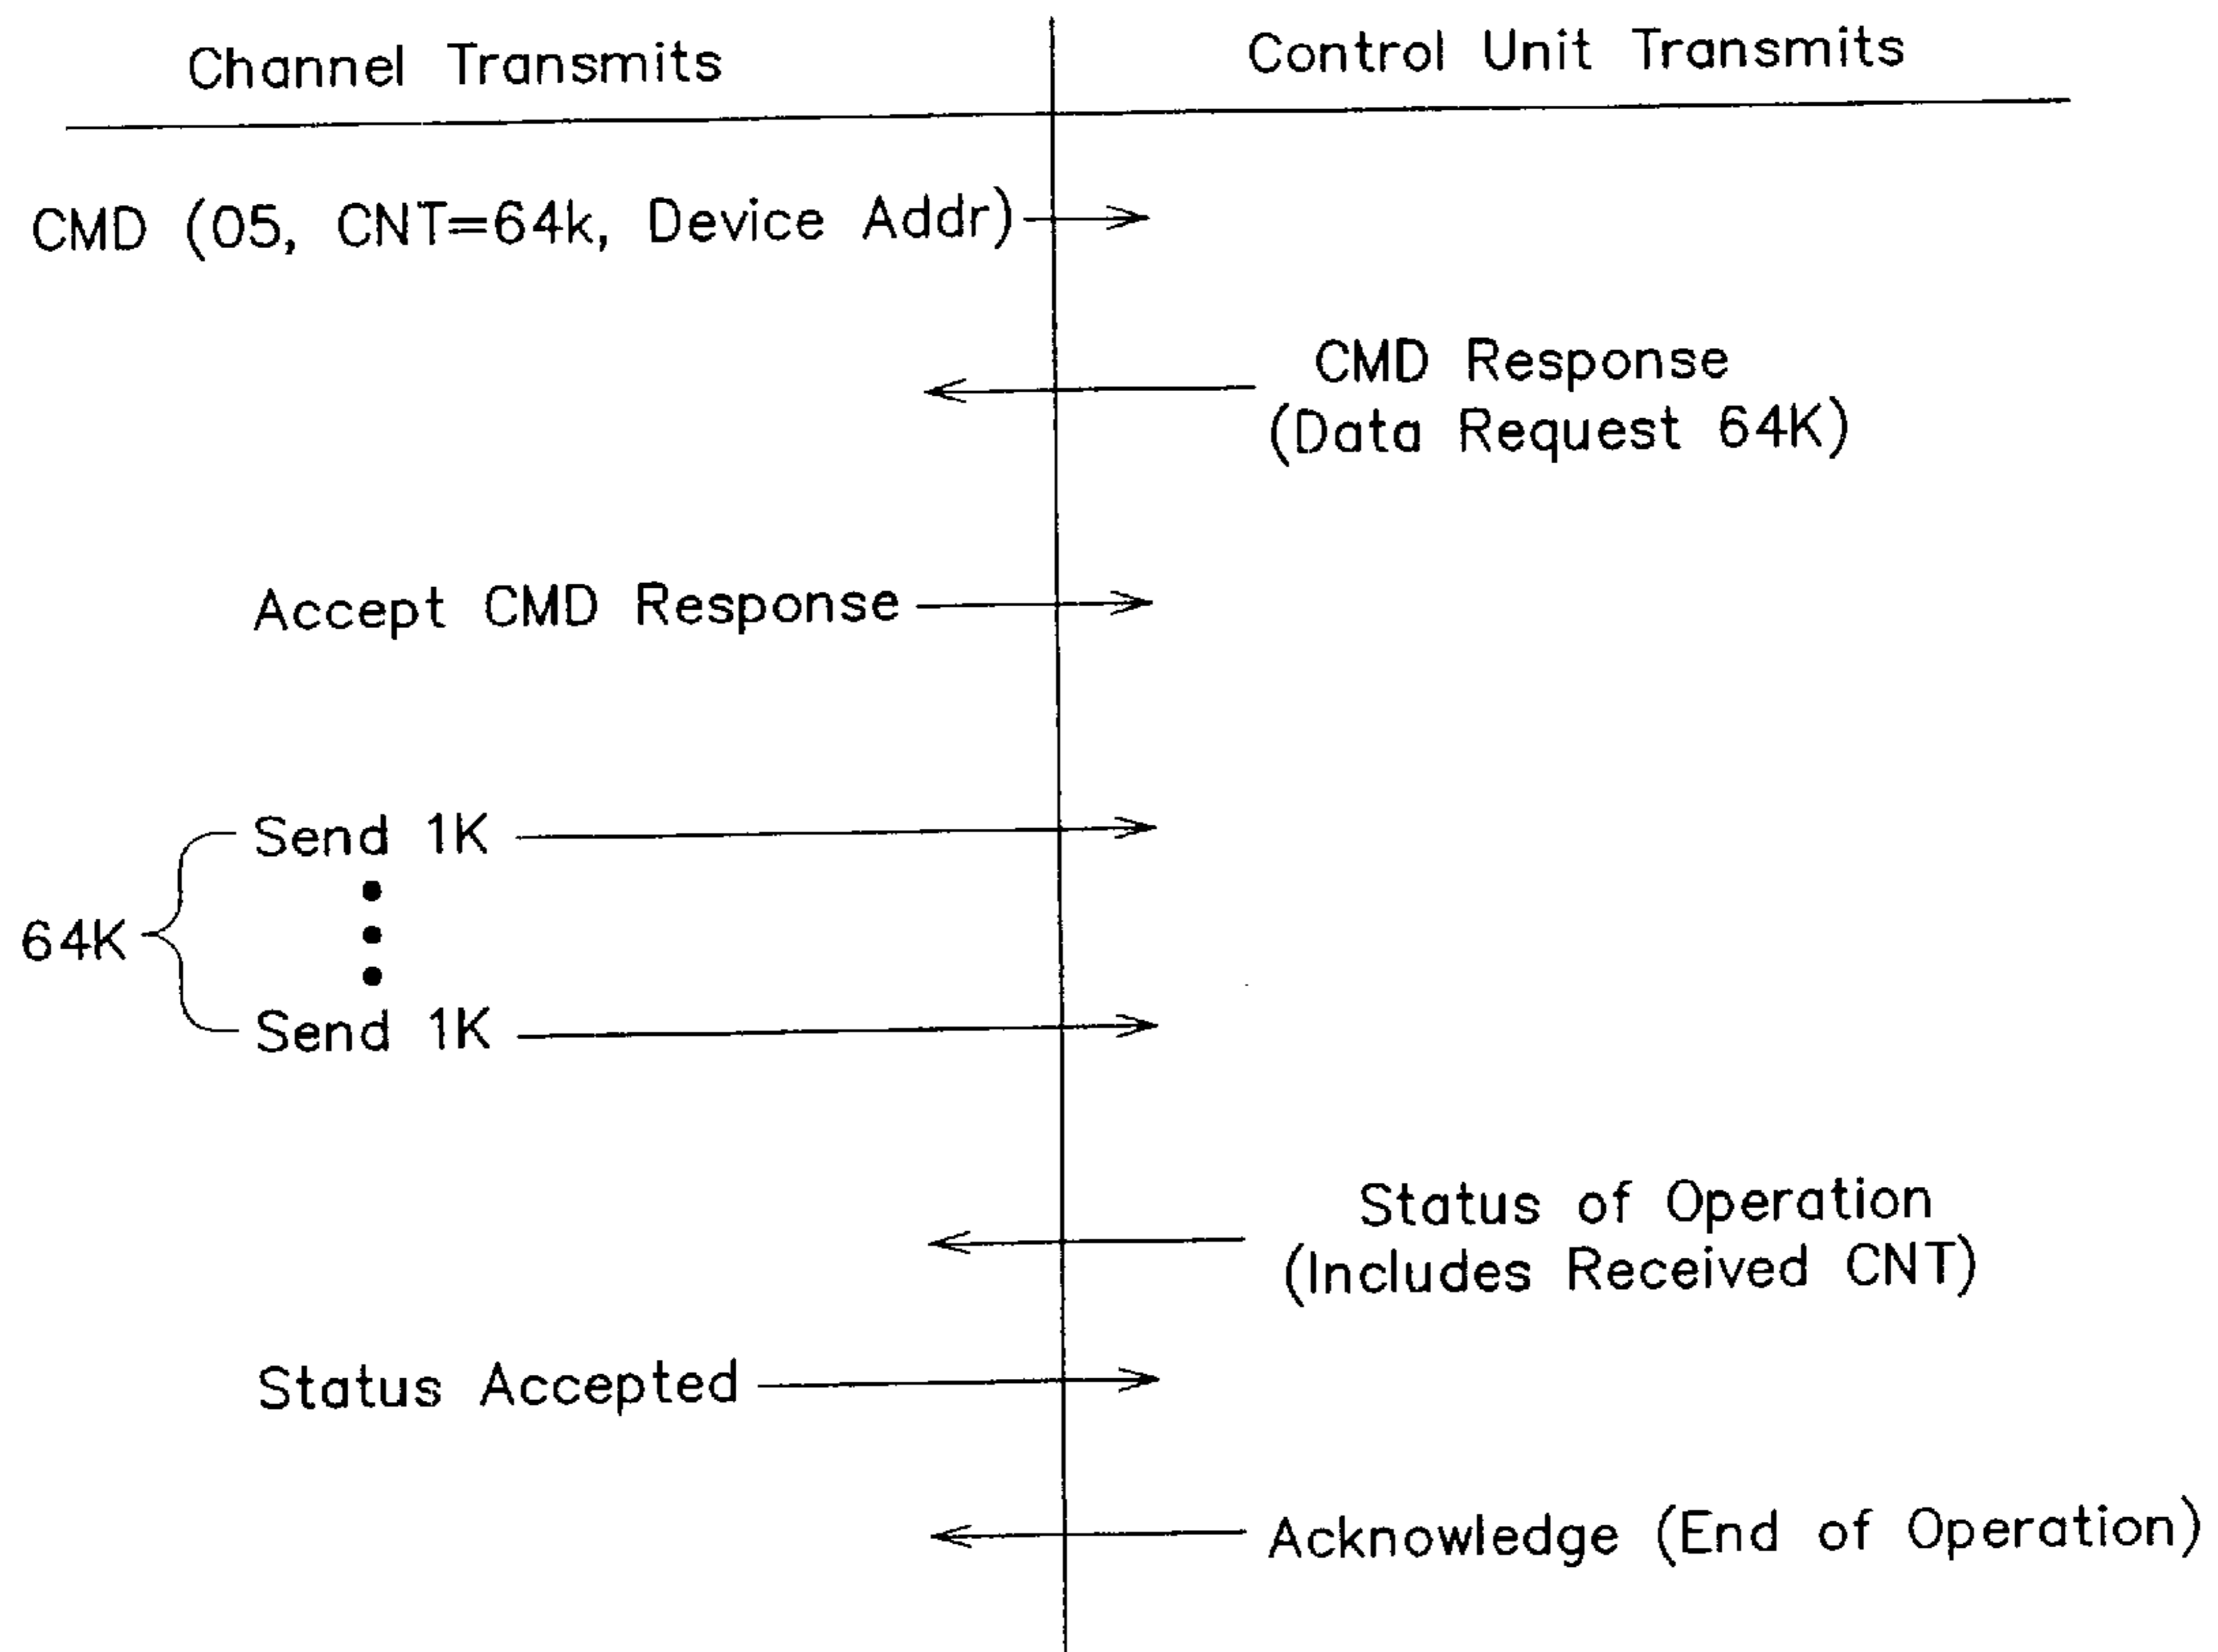 Channel Transmits
Control Unit Transmits
CMD (05, CNT=64k, Device Addr)
CMD Response
(Data Request 64K)
Accept CMD Response
Send 1K
64K
Send 1K
Status of Operation
(Includes Received CNT)
Status Accepted
Acknowledge (End of Operation)